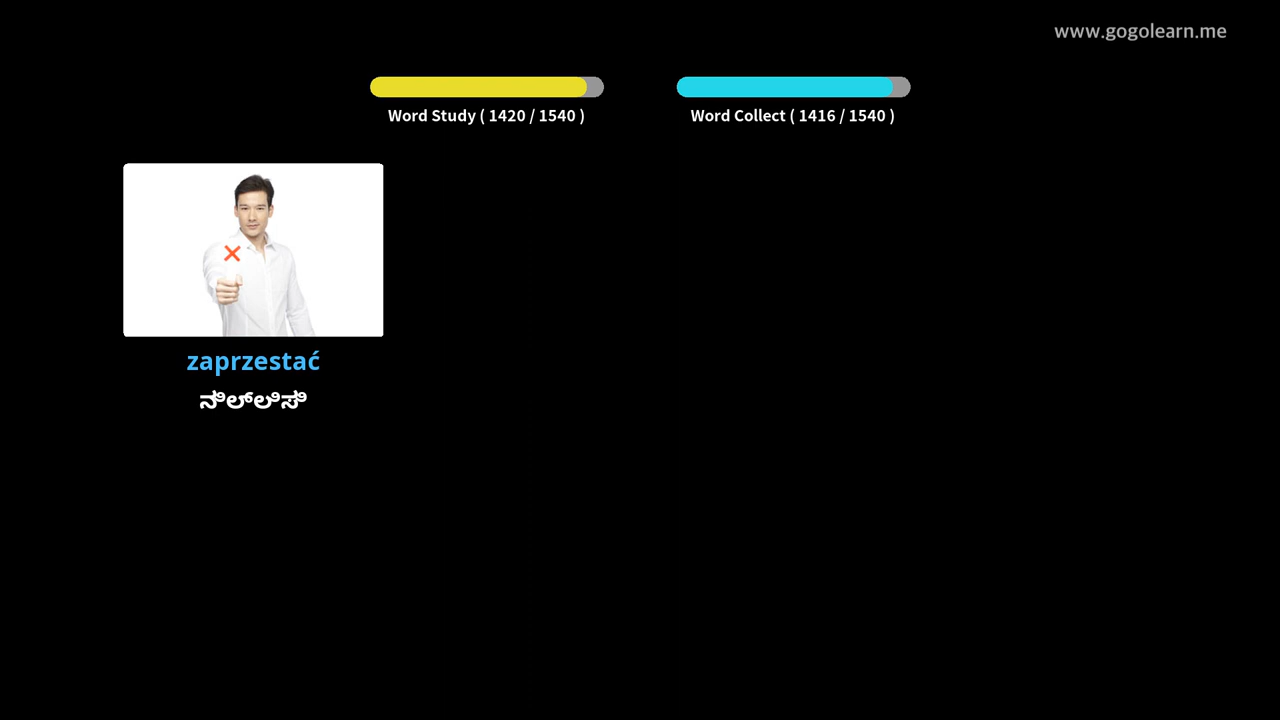 www.gogolearn.me
Word Study ( 1420 / 1540 )
Word Collect ( 1416 / 1540 )
zaprzestać
ನಿಲ್ಲಿಸಿ